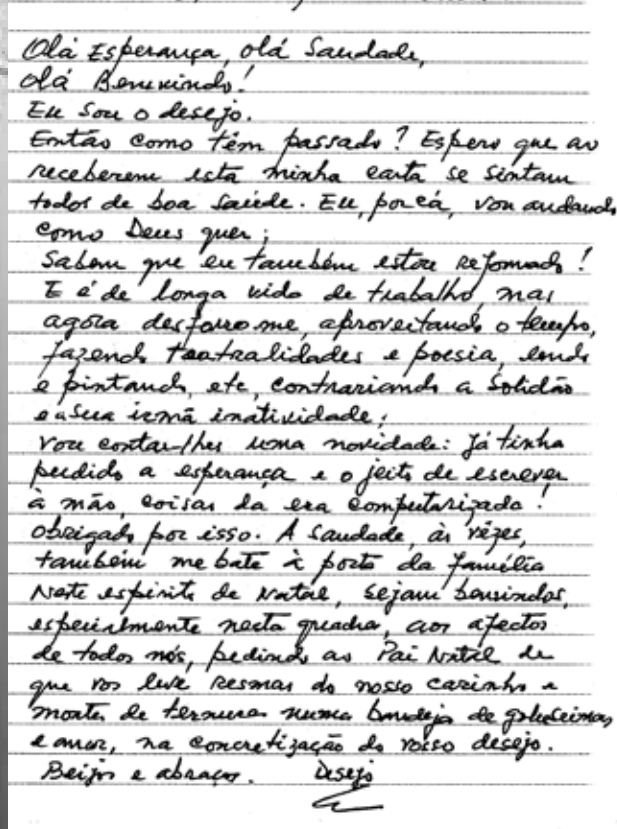 Olá Esperança, olá Saudade,
olá Benvindo!
Eu sou o desejo.
Então como têm passado? Espero que ao
receberem esta minha carta se sintam
todos de boa saúde. Eu, por cá, vou andando
como Deus quer;
Sabem que eu também estou reformado!
E é de longa vida de trabalho, mas
agora desforro-me, aproveitando o tempo,
fazendo teatralidades e poesia, lendo
e pintando, etc, contrariando a Solidão
e a sua irmã inatividade;
vou contar-lhes uma novidade: Já tinha
perdido a esperança e o jeito de escrever
à mão, coisas da era computarizada!
obrigado por isso. A saudade, às vêzes,
também me bate à porta da família
Neste espírito de Natal, sejam benvindos,
especialmente nesta quadra, aos afectos
de todos nós, pedindo ao Pai Natal de
que vos leve resmas do nosso carinho e
montes de ternura numa bandeja de guloseimas
e amor, na concretização do vosso desejo.
Beijos e abraços. Desejo